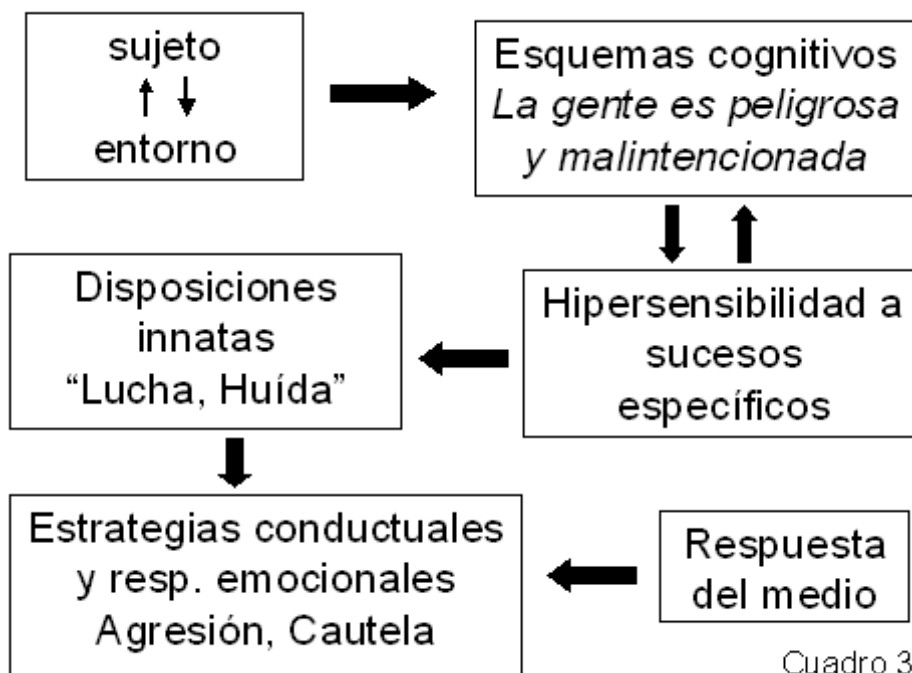 sujeto
entorno
Esquemas cognitivos
La gente es peligrosa
y malintencionada
Hipersensibilidad a
sucesos
específicos
Disposiciones
innatas
“Lucha, Huída”
Estrategias conductuales
y resp. emocionales
Agresión, Cautela
Respuesta
del medio
Cuadro 3